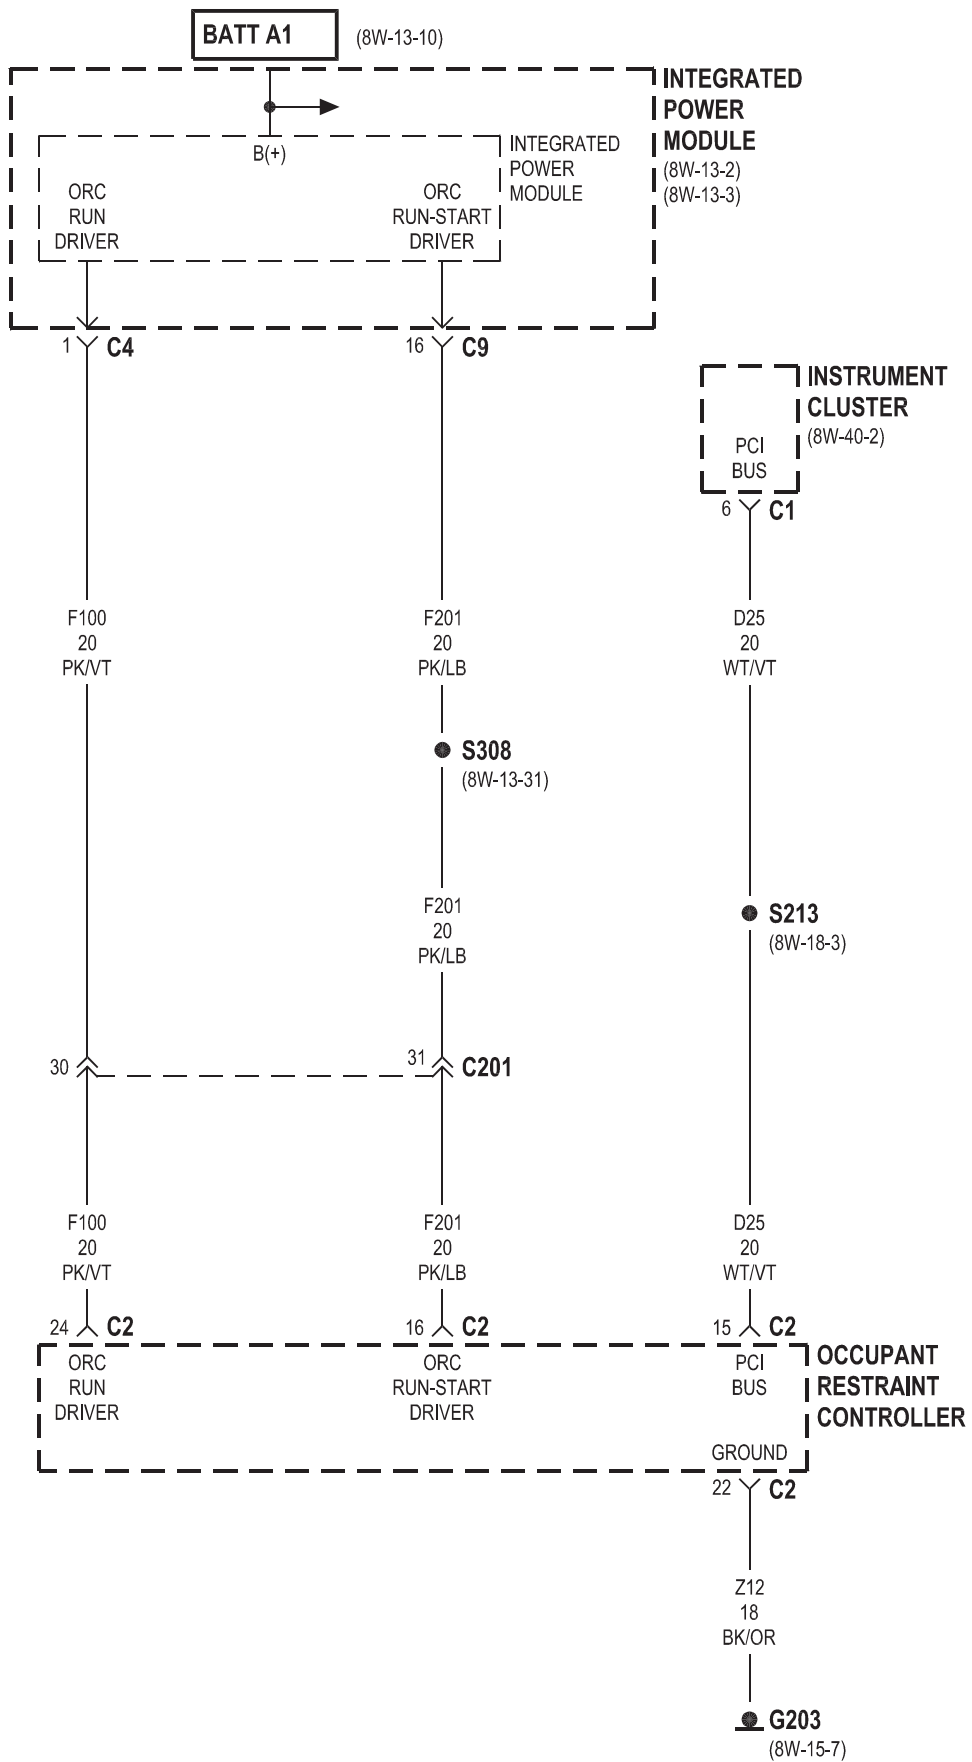 BATT A1
(8W-13-10)
INTEGRATED
POWER
MODULE
(8W-13-2)
(8W-13-3)
B(+)
INTEGRATED
POWER
MODULE
ORC
RUN
DRIVER
ORC
RUN-START
DRIVER
1 C4
16 C9
INSTRUMENT
CLUSTER
(8W-40-2)
PCI
BUS
6 C1
F100
20
PK/VT
F201
20
PK/LB
D25
20
WT/VT
S308
(8W-13-31)
F201
20
PK/LB
S213
(8W-18-3)
30
31
C201
F100
20
PK/VT
F201
20
PK/LB
D25
20
WT/VT
24 C2
16 C2
15 C2
ORC
RUN
DRIVER
ORC
RUN-START
DRIVER
PCI
BUS
OCCUPANT
RESTRAINT
CONTROLLER
GROUND
22 C2
Z12
18
BK/OR
G203
(8W-15-7)